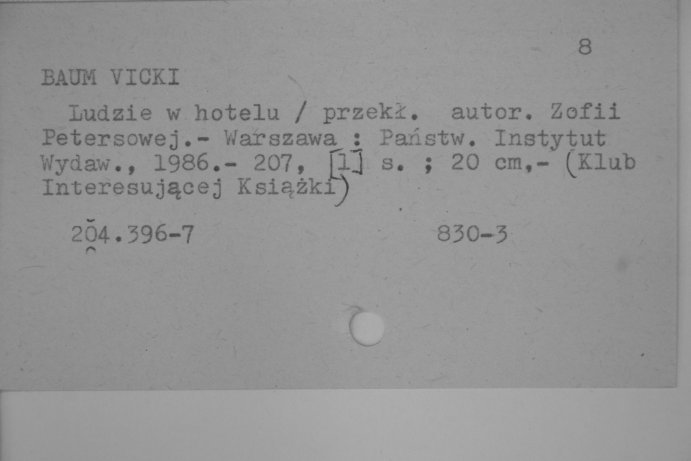 8
BAUM VICKI
Ludzie w hotelu / przekł. autor. Zofii
Petersowej.- Warszawa : Państw. Instytut
Wydaw., 1986.- 207, [1] s. ; 20 cm,- (Klub
Interesującej Książki)
204.396-7 830-3